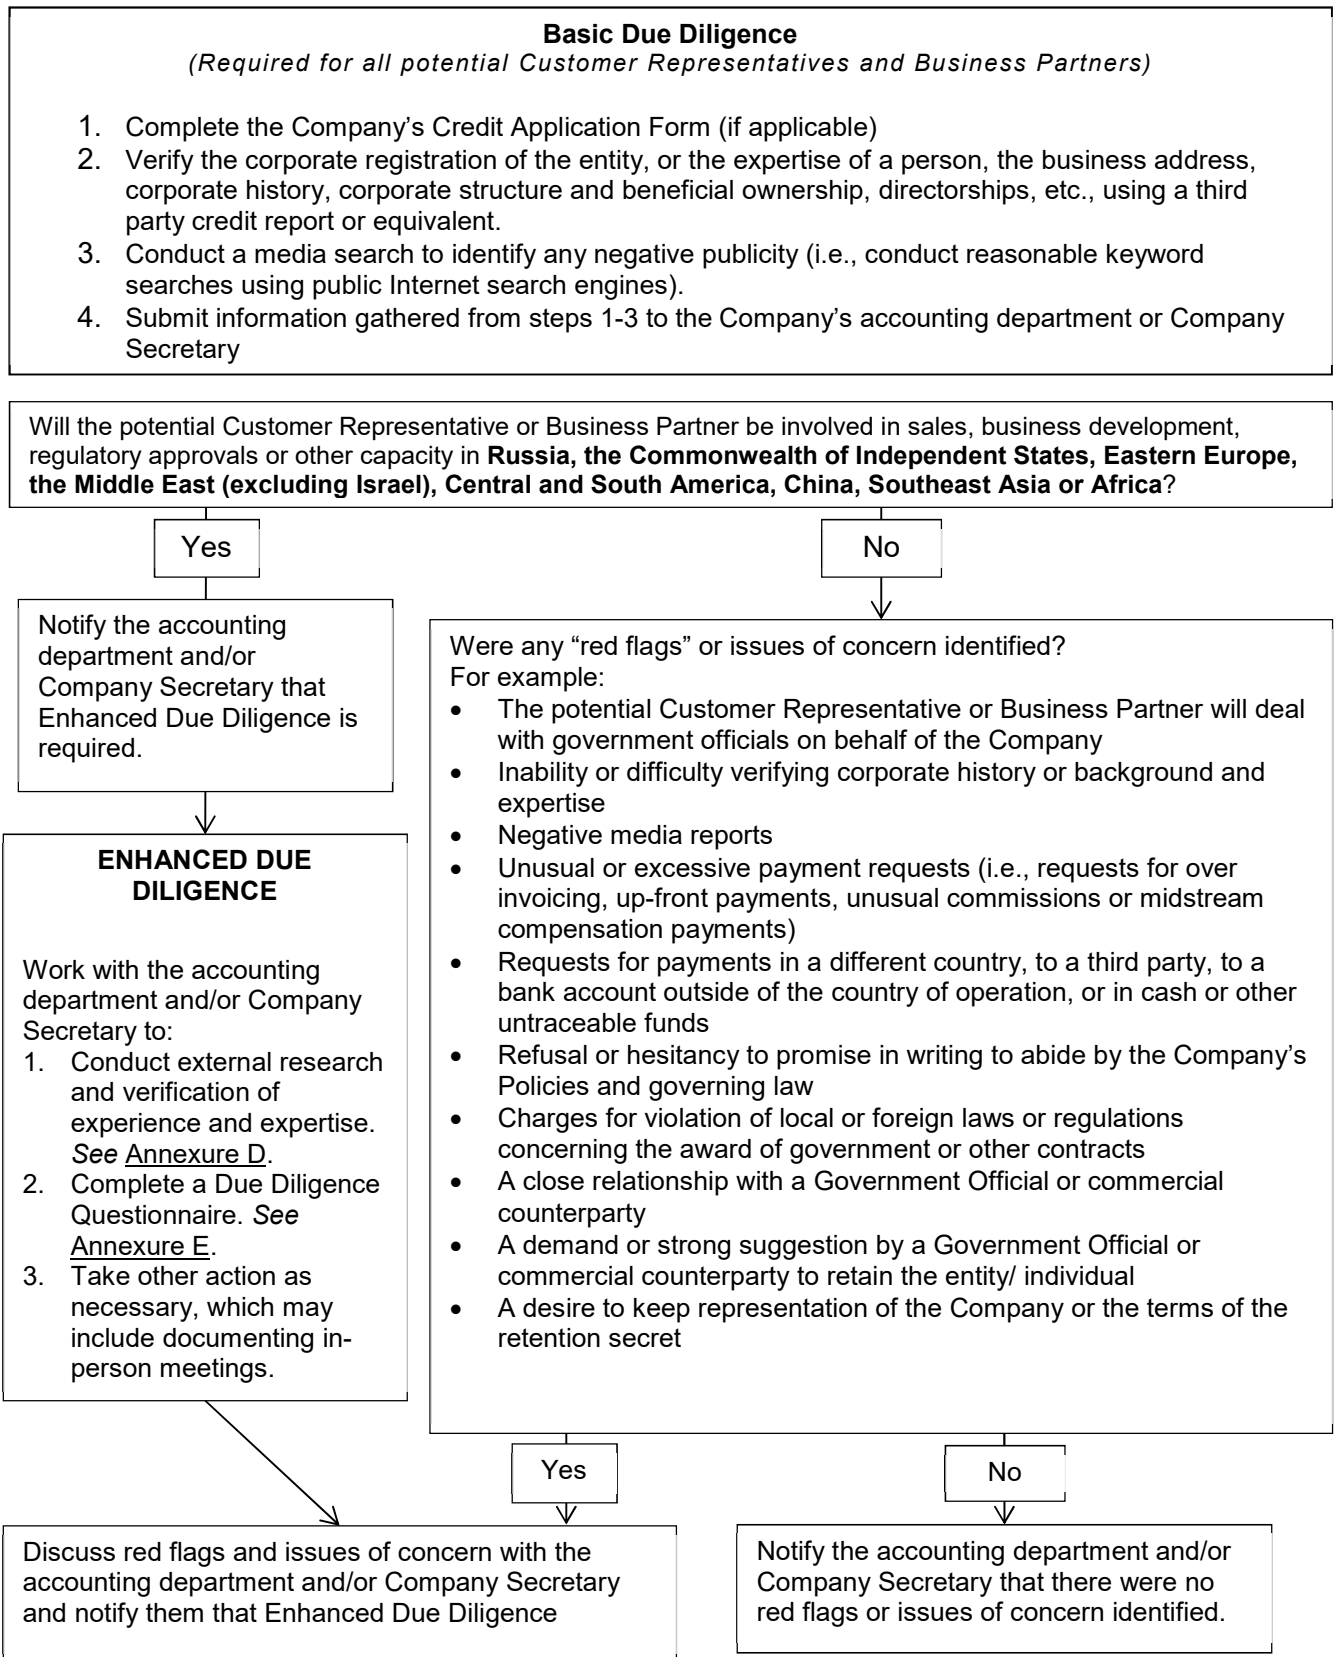 Basic Due Diligence
(Required for all potential Customer Representatives and Business Partners)
1. Complete the Company’s Credit Application Form (if applicable)
2. Verify the corporate registration of the entity, or the expertise of a person, the business address,
corporate history, corporate structure and beneficial ownership, directorships, etc., using a third
party credit report or equivalent.
3. Conduct a media search to identify any negative publicity (i.e., conduct reasonable keyword
searches using public Internet search engines).
4. Submit information gathered from steps 1-3 to the Company’s accounting department or Company
Secretary
Will the potential Customer Representative or Business Partner be involved in sales, business development,
regulatory approvals or other capacity in Russia, the Commonwealth of Independent States, Eastern Europe,
the Middle East (excluding Israel), Central and South America, China, Southeast Asia or Africa?
Yes
No
Notify the accounting
department and/or
Company Secretary that
Enhanced Due Diligence is
required.
ENHANCED DUE
DILIGENCE
Work with the accounting
department and/or Company
Secretary to:
1. Conduct external research
and verification of
experience and expertise.
See Annexure D.
2. Complete a Due Diligence
Questionnaire. See
Annexure E.
3. Take other action as
necessary, which may
include documenting in-
person meetings.
Were any “red flags” or issues of concern identified?
For example:
• The potential Customer Representative or Business Partner will deal
with government officials on behalf of the Company
• Inability or difficulty verifying corporate history or background and
expertise
• Negative media reports
• Unusual or excessive payment requests (i.e., requests for over
invoicing, up-front payments, unusual commissions or midstream
compensation payments)
• Requests for payments in a different country, to a third party, to a
bank account outside of the country of operation, or in cash or other
untraceable funds
• Refusal or hesitancy to promise in writing to abide by the Company’s
Policies and governing law
• Charges for violation of local or foreign laws or regulations
concerning the award of government or other contracts
• A close relationship with a Government Official or commercial
counterparty
• A demand or strong suggestion by a Government Official or
commercial counterparty to retain the entity/ individual
• A desire to keep representation of the Company or the terms of the
retention secret
Yes
No
Discuss red flags and issues of concern with the
accounting department and/or Company Secretary
and notify them that Enhanced Due Diligence
Notify the accounting department and/or
Company Secretary that there were no
red flags or issues of concern identified.